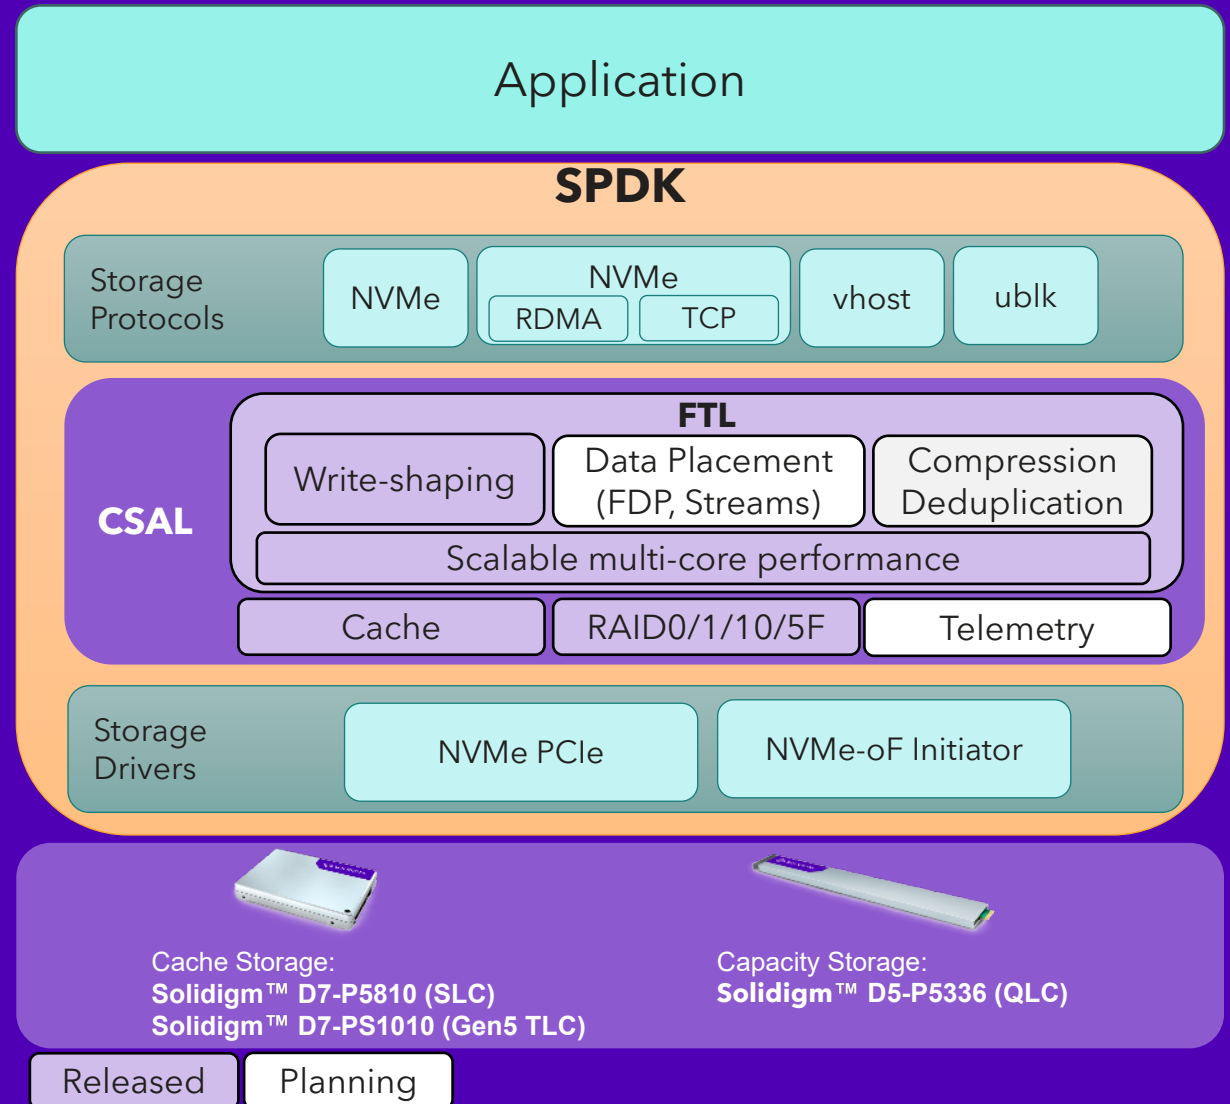 Application
SPDK
Storage
Protocols
NVMe
NVMe
RDMA
TCP
vhost
ublk
CSAL
FTL
Write-shaping
Data Placement
(FDP, Streams)
Compression
Deduplication
Scalable multi-core performance
Cache
RAID0/1/10/5F
Telemetry
Storage
Drivers
NVMe PCIe
NVMe-oF Initiator
Cache Storage:
Solidigm™ D7-P5810 (SLC)
Solidigm™ D7-PS1010 (Gen5 TLC)
Capacity Storage:
Solidigm™ D5-P5336 (QLC)
Released
Planning